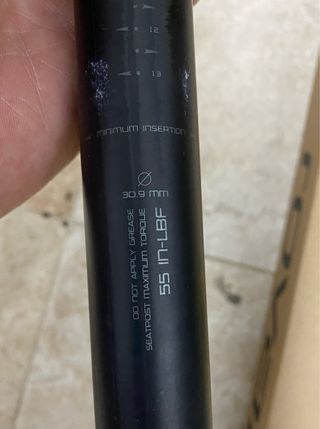 12
13
MINIMUM INSERTION
Ø
30.9 mm
DO NOT APPLY GREASE
SEATPOST MAXIMUM TORQUE
55 IN-LBF